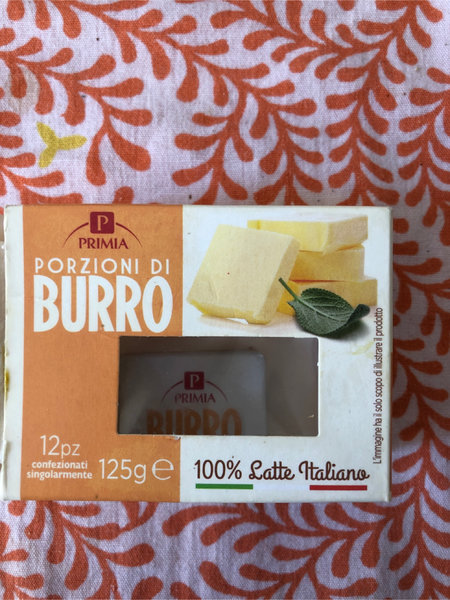 P
PRIMIA
PORZIONI DI
BURRO
P
PRIMIA
BURRO
12pz
confezionati
singolarmente
125g e
100% Latte Italiano
L'immagine ha il solo scopo di illustrare il prodotto